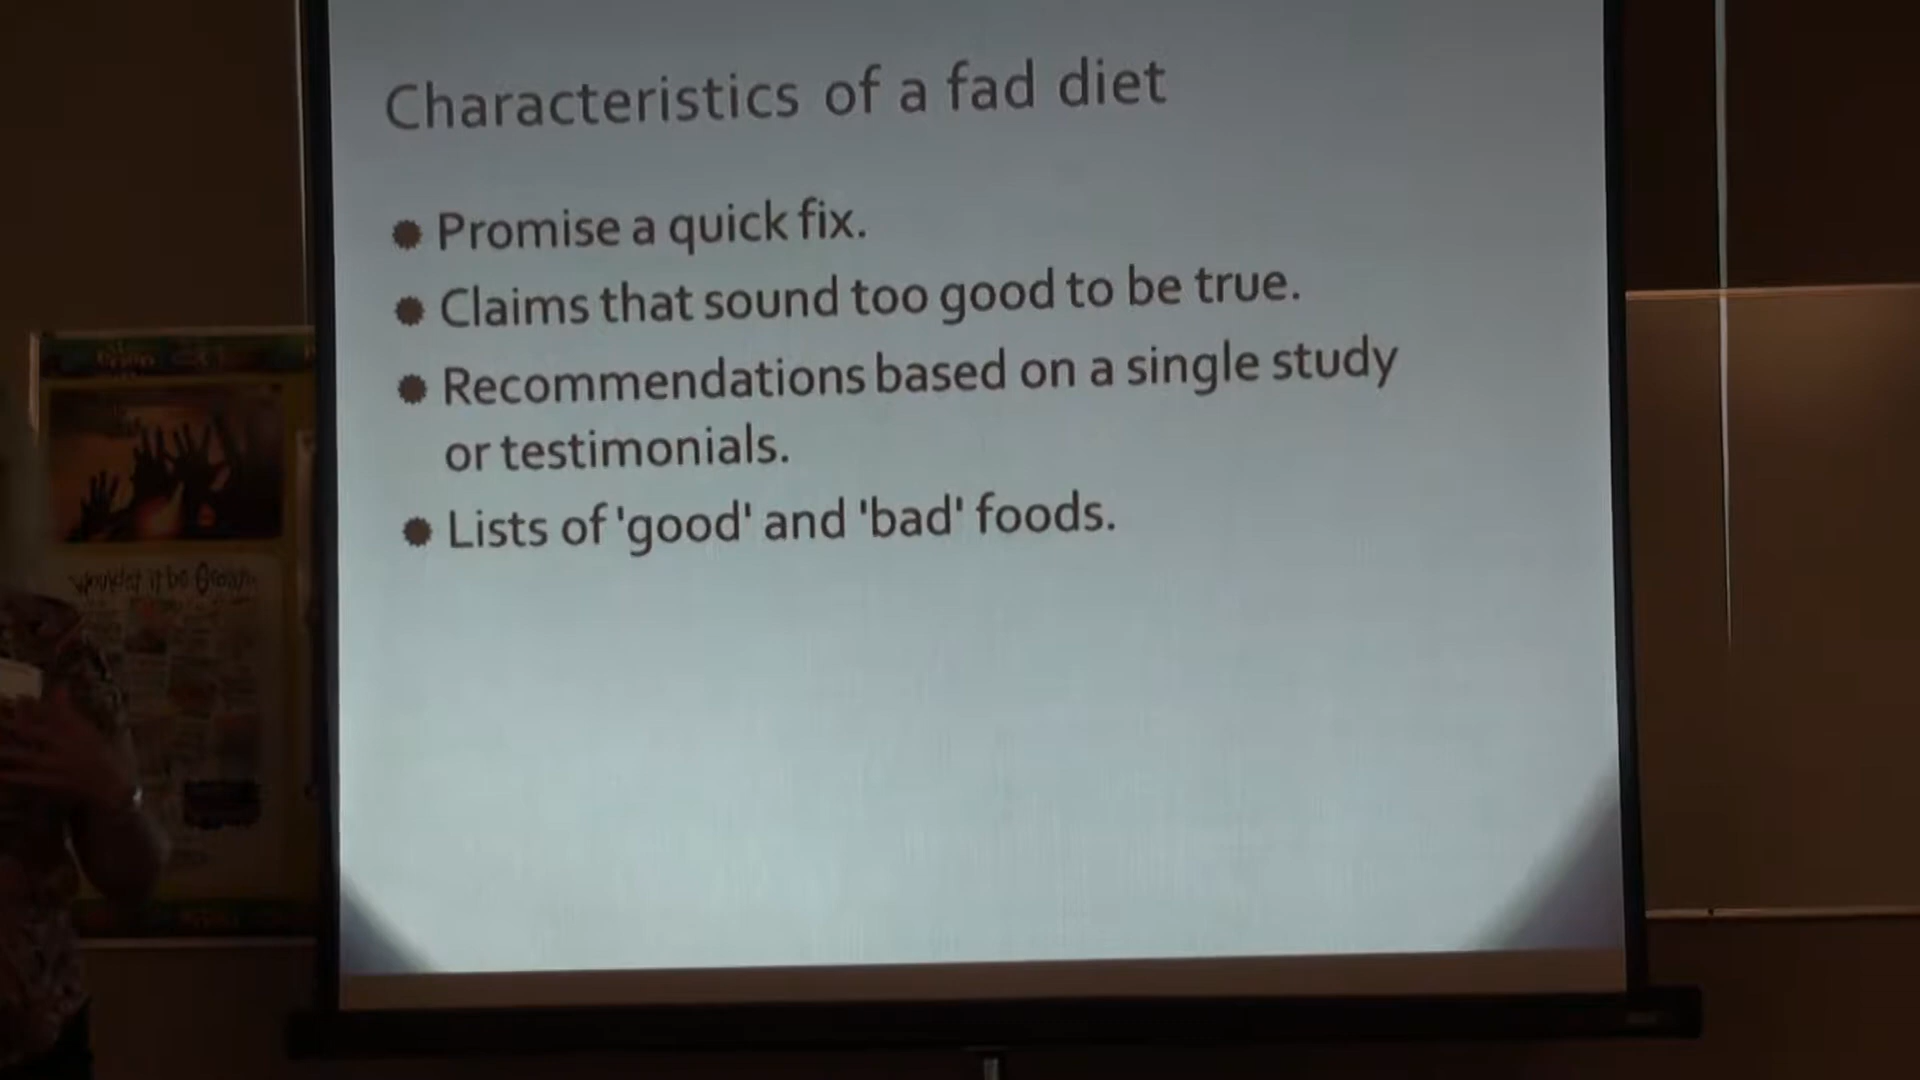 Characteristics of a fad diet
Promise a quick fix.
Claims that sound too good to be true.
Recommendations based on a single study
or testimonials.
Lists of 'good' and 'bad' foods.